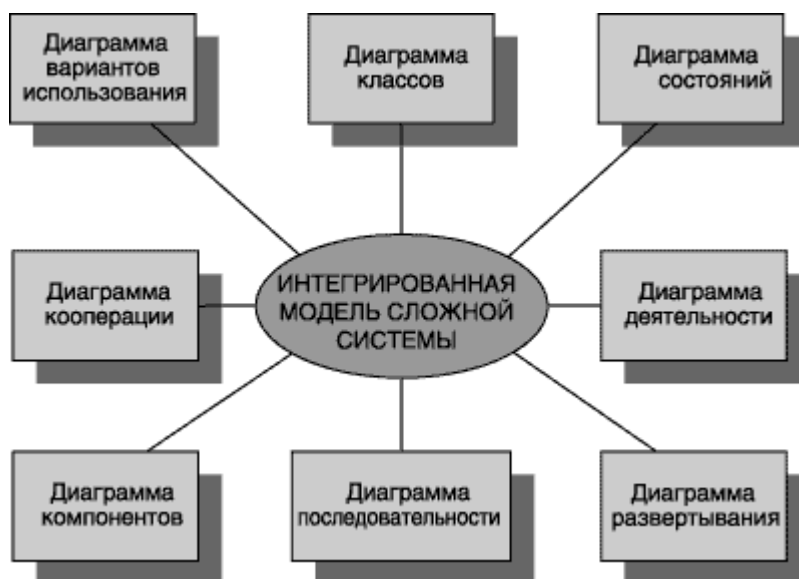 Диаграмма
вариантов
использования
Диаграмма
классов
Диаграмма
состояний
Диаграмма
кооперации
ИНТЕГРИРОВАННАЯ
МОДЕЛЬ СЛОЖНОЙ
СИСТЕМЫ
Диаграмма
деятельности
Диаграмма
компонентов
Диаграмма
последовательности
Диаграмма
развертывания